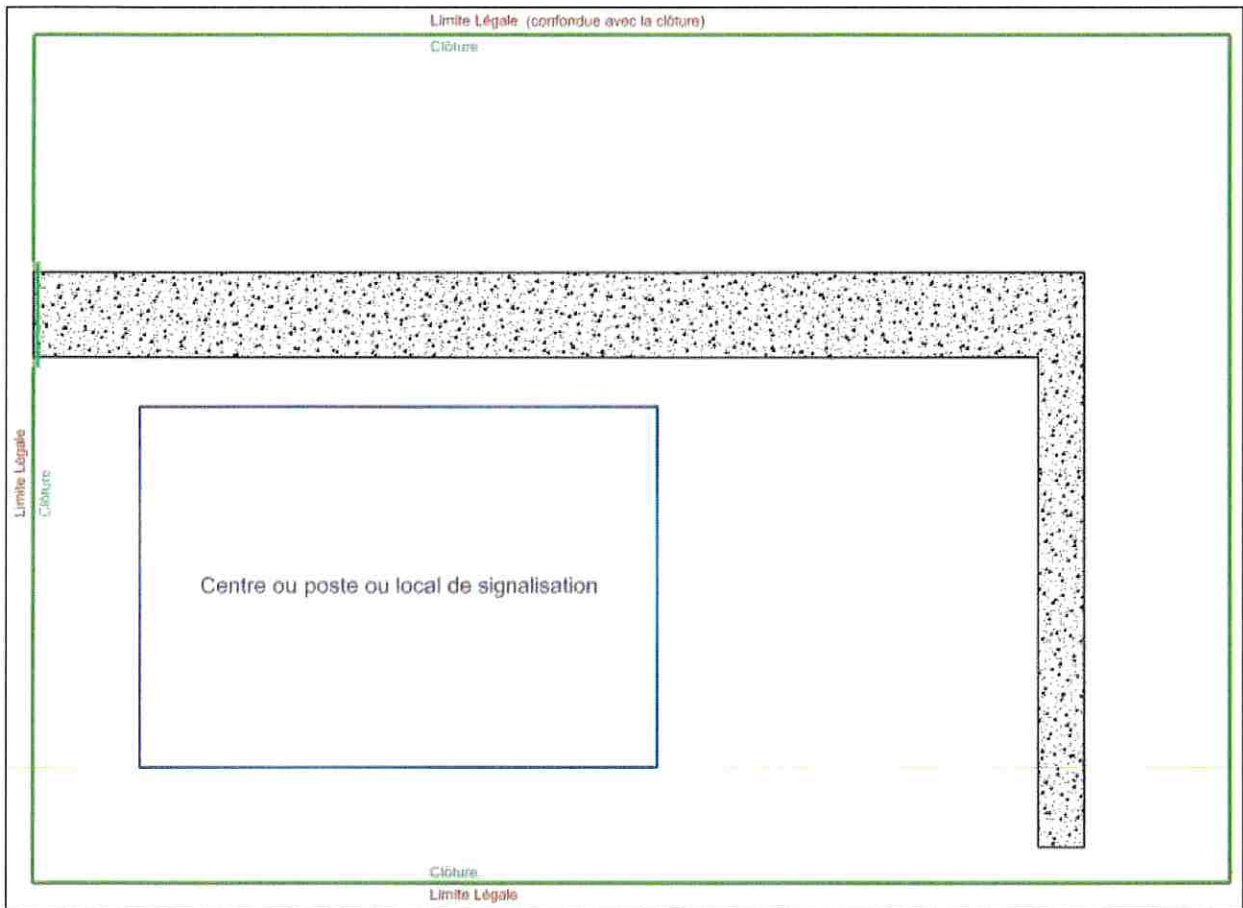 Limite Légale (confondue avec la clôture)
Clôture
Limite Légale
Clôture
Centre ou poste ou local de signalisation
Clôture
Limite Légale